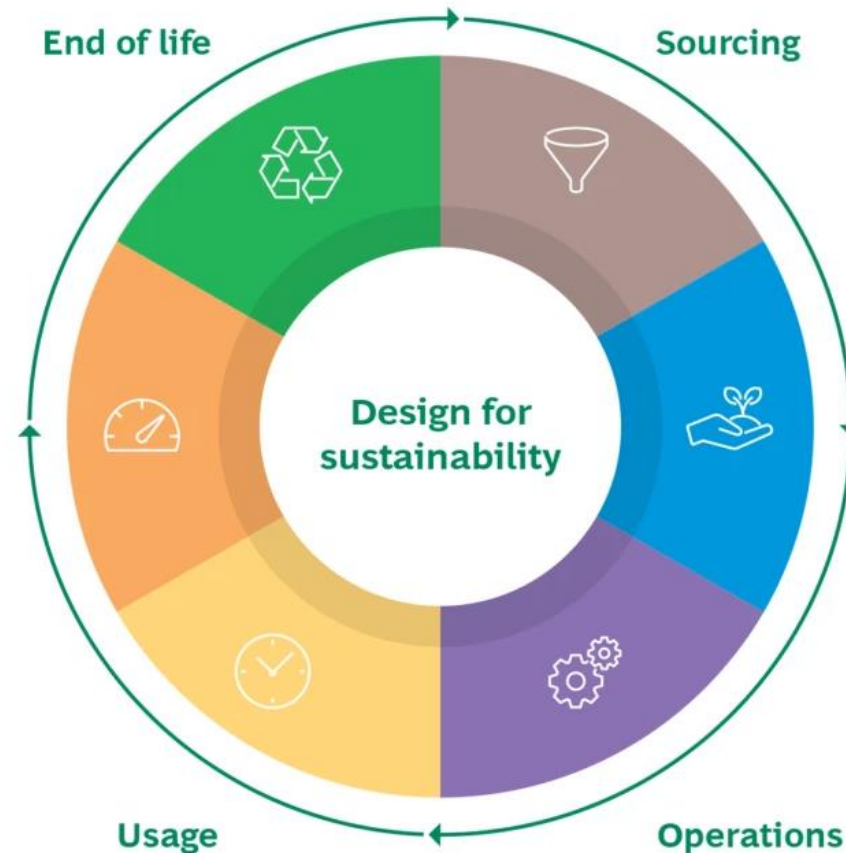 End of life
Sourcing
Design for
sustainability
Usage
Operations